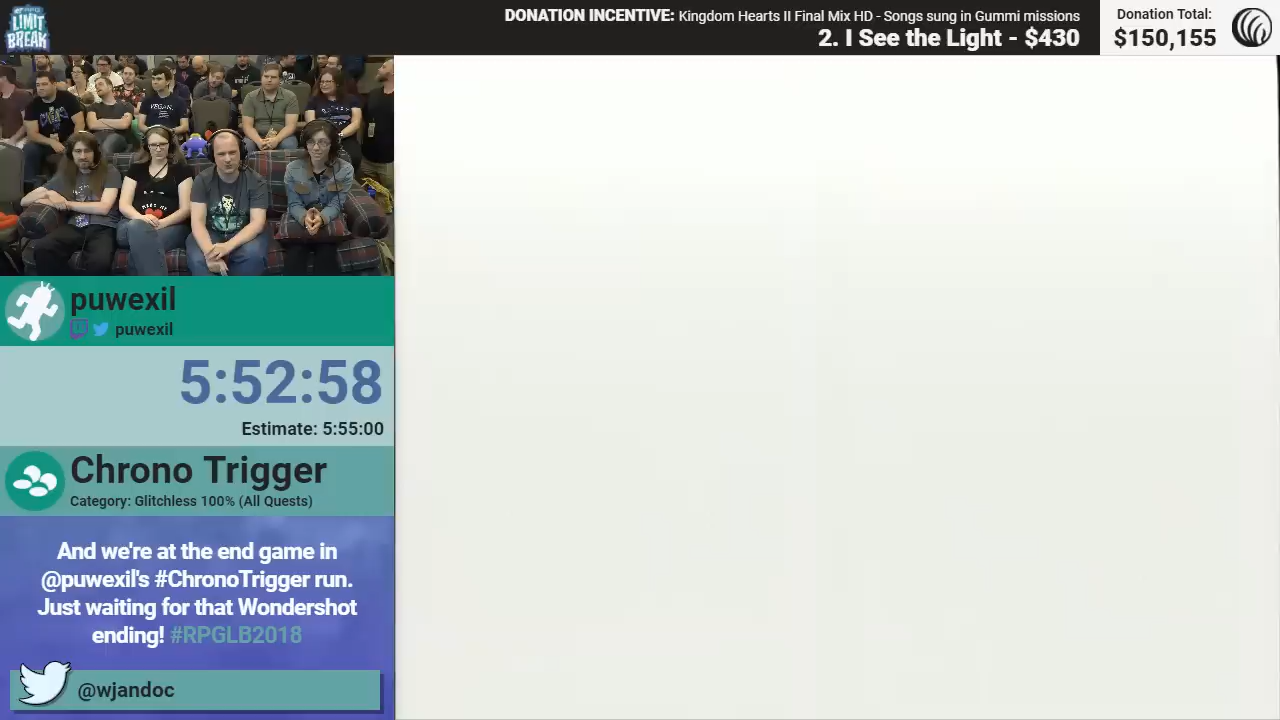 RPG
LIMIT
BREAK
DONATION INCENTIVE: Kingdom Hearts II Final Mix HD - Songs sung in Gummi missions
2. I See the Light - $430
Donation Total:
$150,155
VEGAN
puwexil
puwexil
5:52:58
Estimate: 5:55:00
Chrono Trigger
Category: Glitchless 100% (All Quests)
And we're at the end game in
@puwexil's #ChronoTrigger run.
Just waiting for that Wondershot
ending! #RPGLB2018
@wjandoc